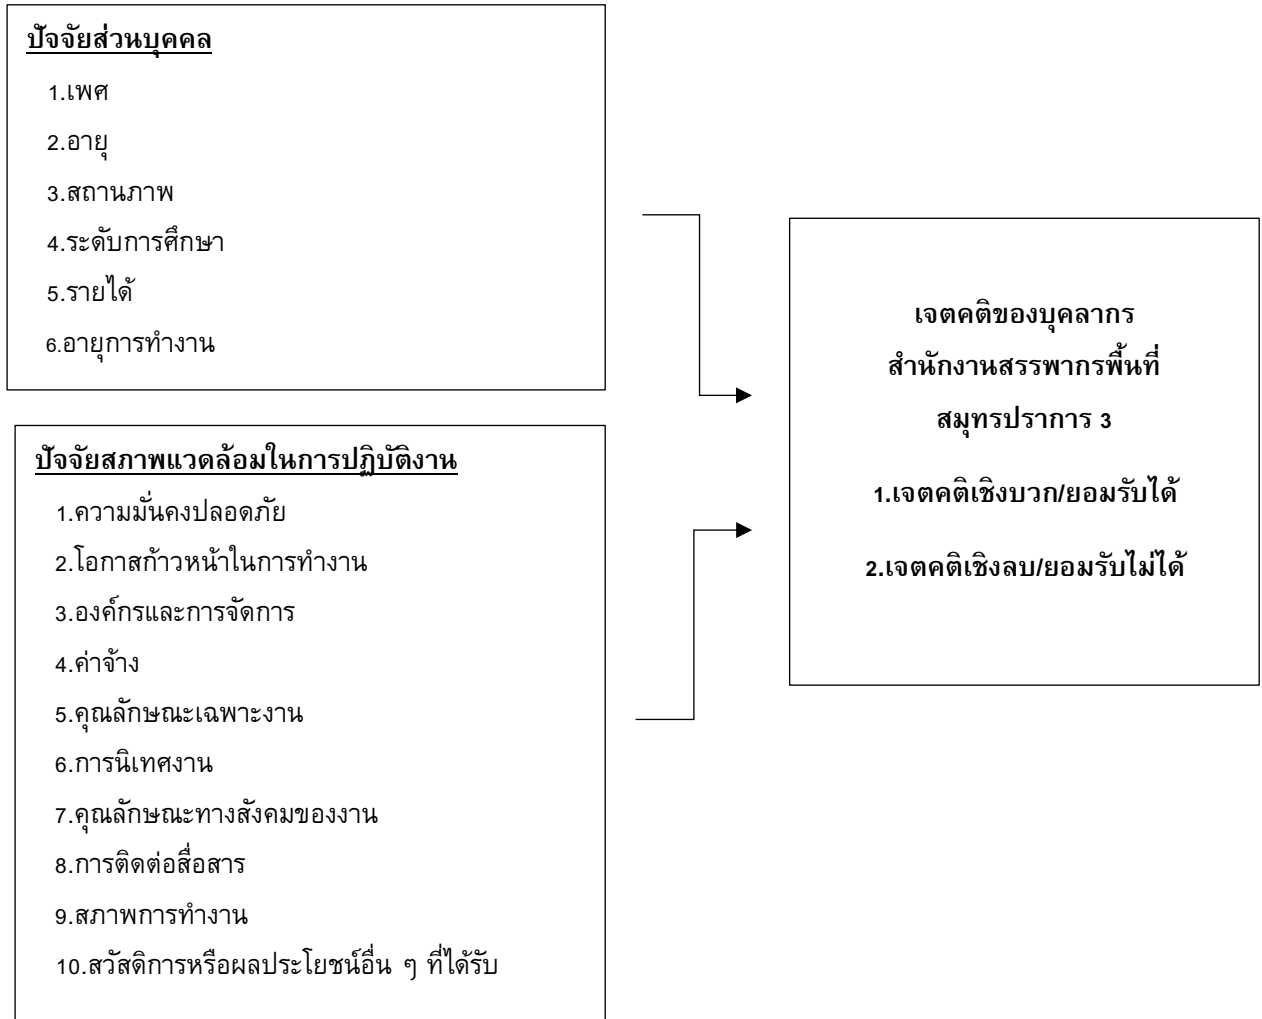 ปัจจัยส่วนบุคคล
1.เพศ
2.อายุ
3.สถานภาพ
4.ระดับการศึกษา
5.รายได้
6.อายุการทำงาน
ปัจจัยสภาพแวดล้อมในการปฏิบัติงาน
1.ความมั่นคงปลอดภัย
2.โอกาสก้าวหน้าในการทำงาน
3.องค์กรและการจัดการ
4.ค่าจ้าง
5.คุณลักษณะเฉพาะงาน
6.การนิเทศงาน
7.คุณลักษณะทางสังคมของงาน
8.การติดต่อสื่อสาร
9.สภาพการทำงาน
10.สวัสดิการหรือผลประโยชน์อื่น ๆ ที่ได้รับ
เจตคติของบุคลากร
สำนักงานสรรพากรพื้นที่
สมุทรปราการ 3
1.เจตคติเชิงบวก/ยอมรับได้
2.เจตคติเชิงลบ/ยอมรับไม่ได้